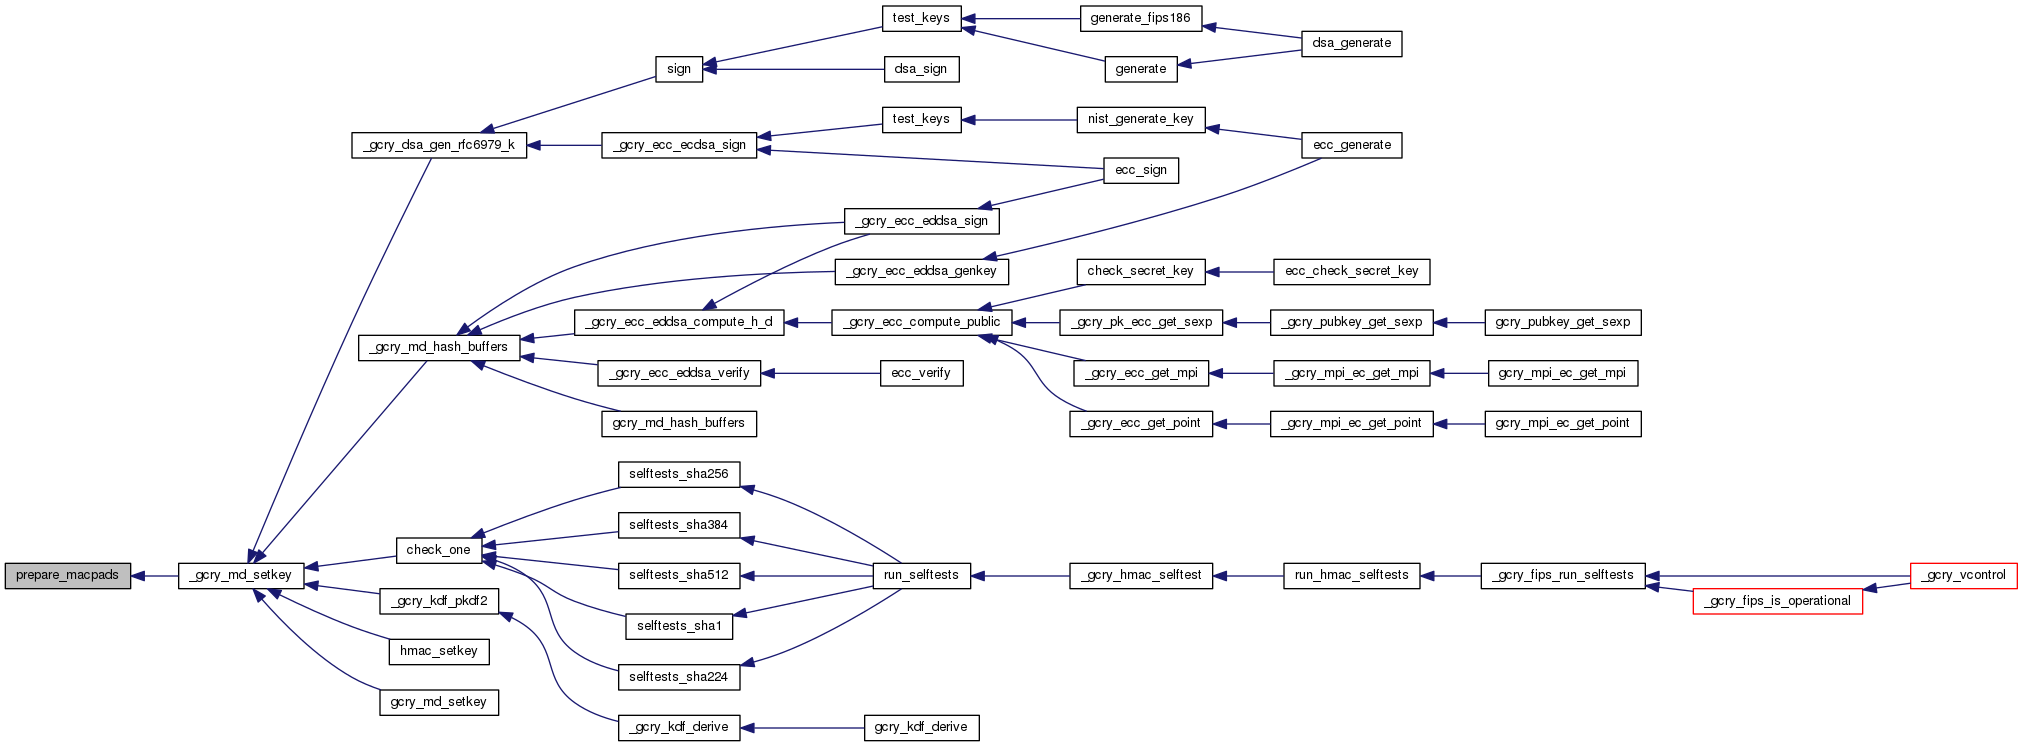 test_keys
generate_fips186
dsa_generate
sign
dsa_sign
generate
test_keys
nist_generate_key
_gcry_dsa_gen_rfc6979_k
_gcry_ecc_ecdsa_sign
ecc_generate
ecc_sign
_gcry_ecc_eddsa_sign
_gcry_ecc_eddsa_genkey
check_secret_key
ecc_check_secret_key
_gcry_ecc_eddsa_compute_h_d
_gcry_ecc_compute_public
_gcry_pk_ecc_get_sexp
_gcry_pubkey_get_sexp
gcry_pubkey_get_sexp
_gcry_md_hash_buffers
_gcry_ecc_eddsa_verify
ecc_verify
_gcry_ecc_get_mpi
_gcry_mpi_ec_get_mpi
gcry_mpi_ec_get_mpi
gcry_md_hash_buffers
_gcry_ecc_get_point
_gcry_mpi_ec_get_point
gcry_mpi_ec_get_point
selftests_sha256
selftests_sha384
check_one
prepare_macpads
_gcry_md_setkey
selftests_sha512
run_selftests
_gcry_hmac_selftest
run_hmac_selftests
_gcry_fips_run_selftests
_gcry_vcontrol
_gcry_kdf_pkdf2
_gcry_fips_is_operational
selftests_sha1
hmac_setkey
selftests_sha224
gcry_md_setkey
_gcry_kdf_derive
gcry_kdf_derive